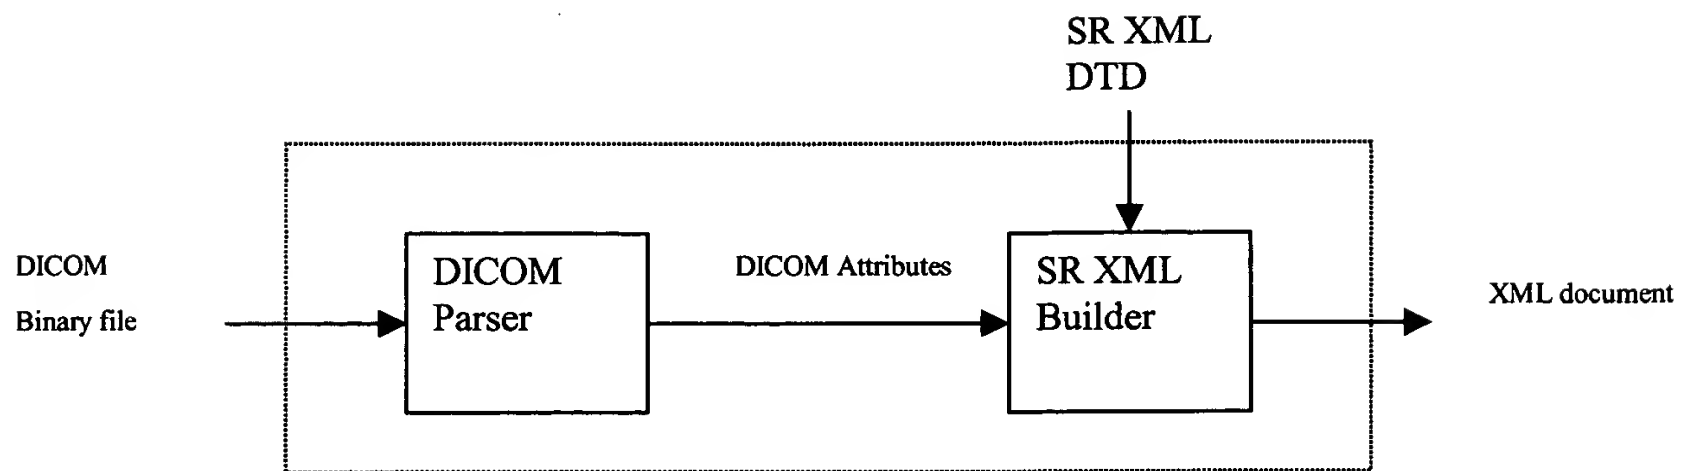 SR XML
DTD
DICOM
Binary file
DICOM
Parser
DICOM Attributes
SR XML
Builder
XML document